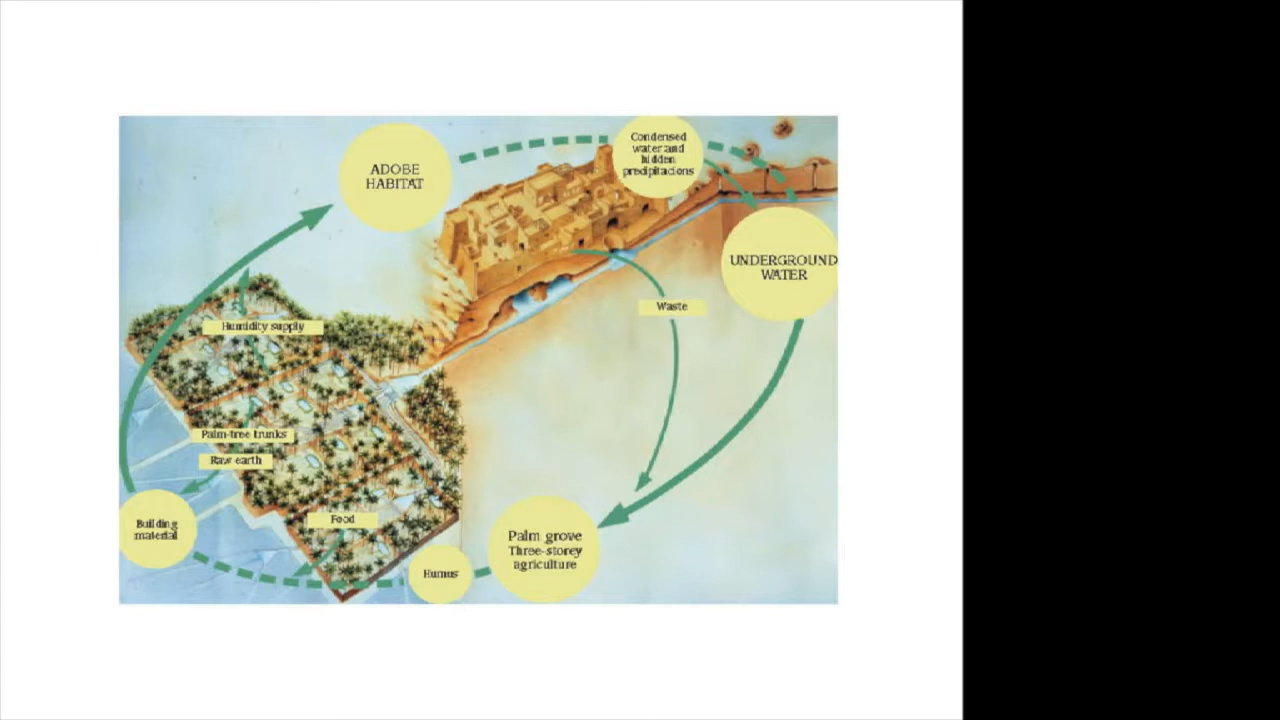 ADOBE
HABITAT
Condensed
water and
hidden
precipitacions
UNDERGROUND
WATER
Waste
Humidity supply
Palm-tree trunks
Raw earth
Building
material
Food
Humus
Palm grove
Three-storey
agriculture